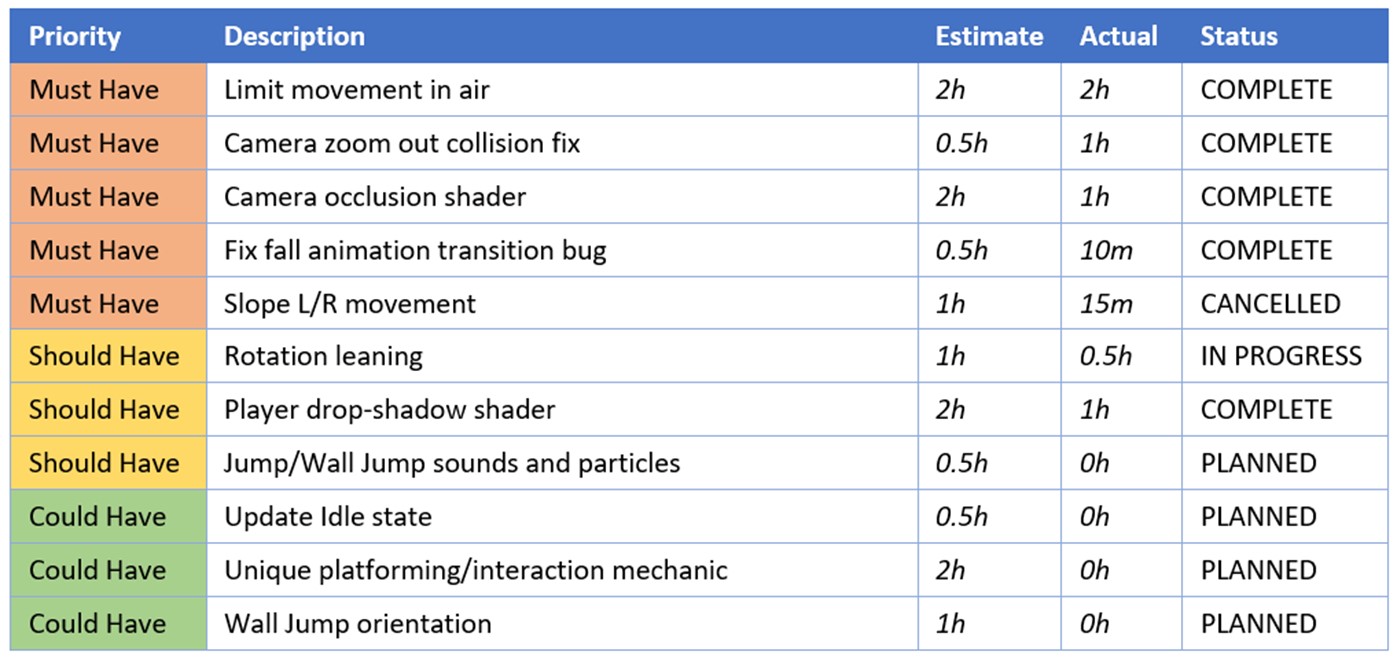 Priority Description Estimate Actual Status
Must Have Limit movement in air 2h 2h COMPLETE
Must Have Camera zoom out collision fix 0.5h 1h COMPLETE
Must Have Camera occlusion shader 2h 1h COMPLETE
Must Have Fix fall animation transition bug 0.5h 10m COMPLETE
Must Have Slope L/R movement 1h 15m CANCELLED
Should Have Rotation leaning 1h 0.5h IN PROGRESS
Should Have Player drop-shadow shader 2h 1h COMPLETE
Should Have Jump/Wall Jump sounds and particles 0.5h 0h PLANNED
Could Have Update Idle state 0.5h 0h PLANNED
Could Have Unique platforming/interaction mechanic 2h 0h PLANNED
Could Have Wall Jump orientation 1h 0h PLANNED